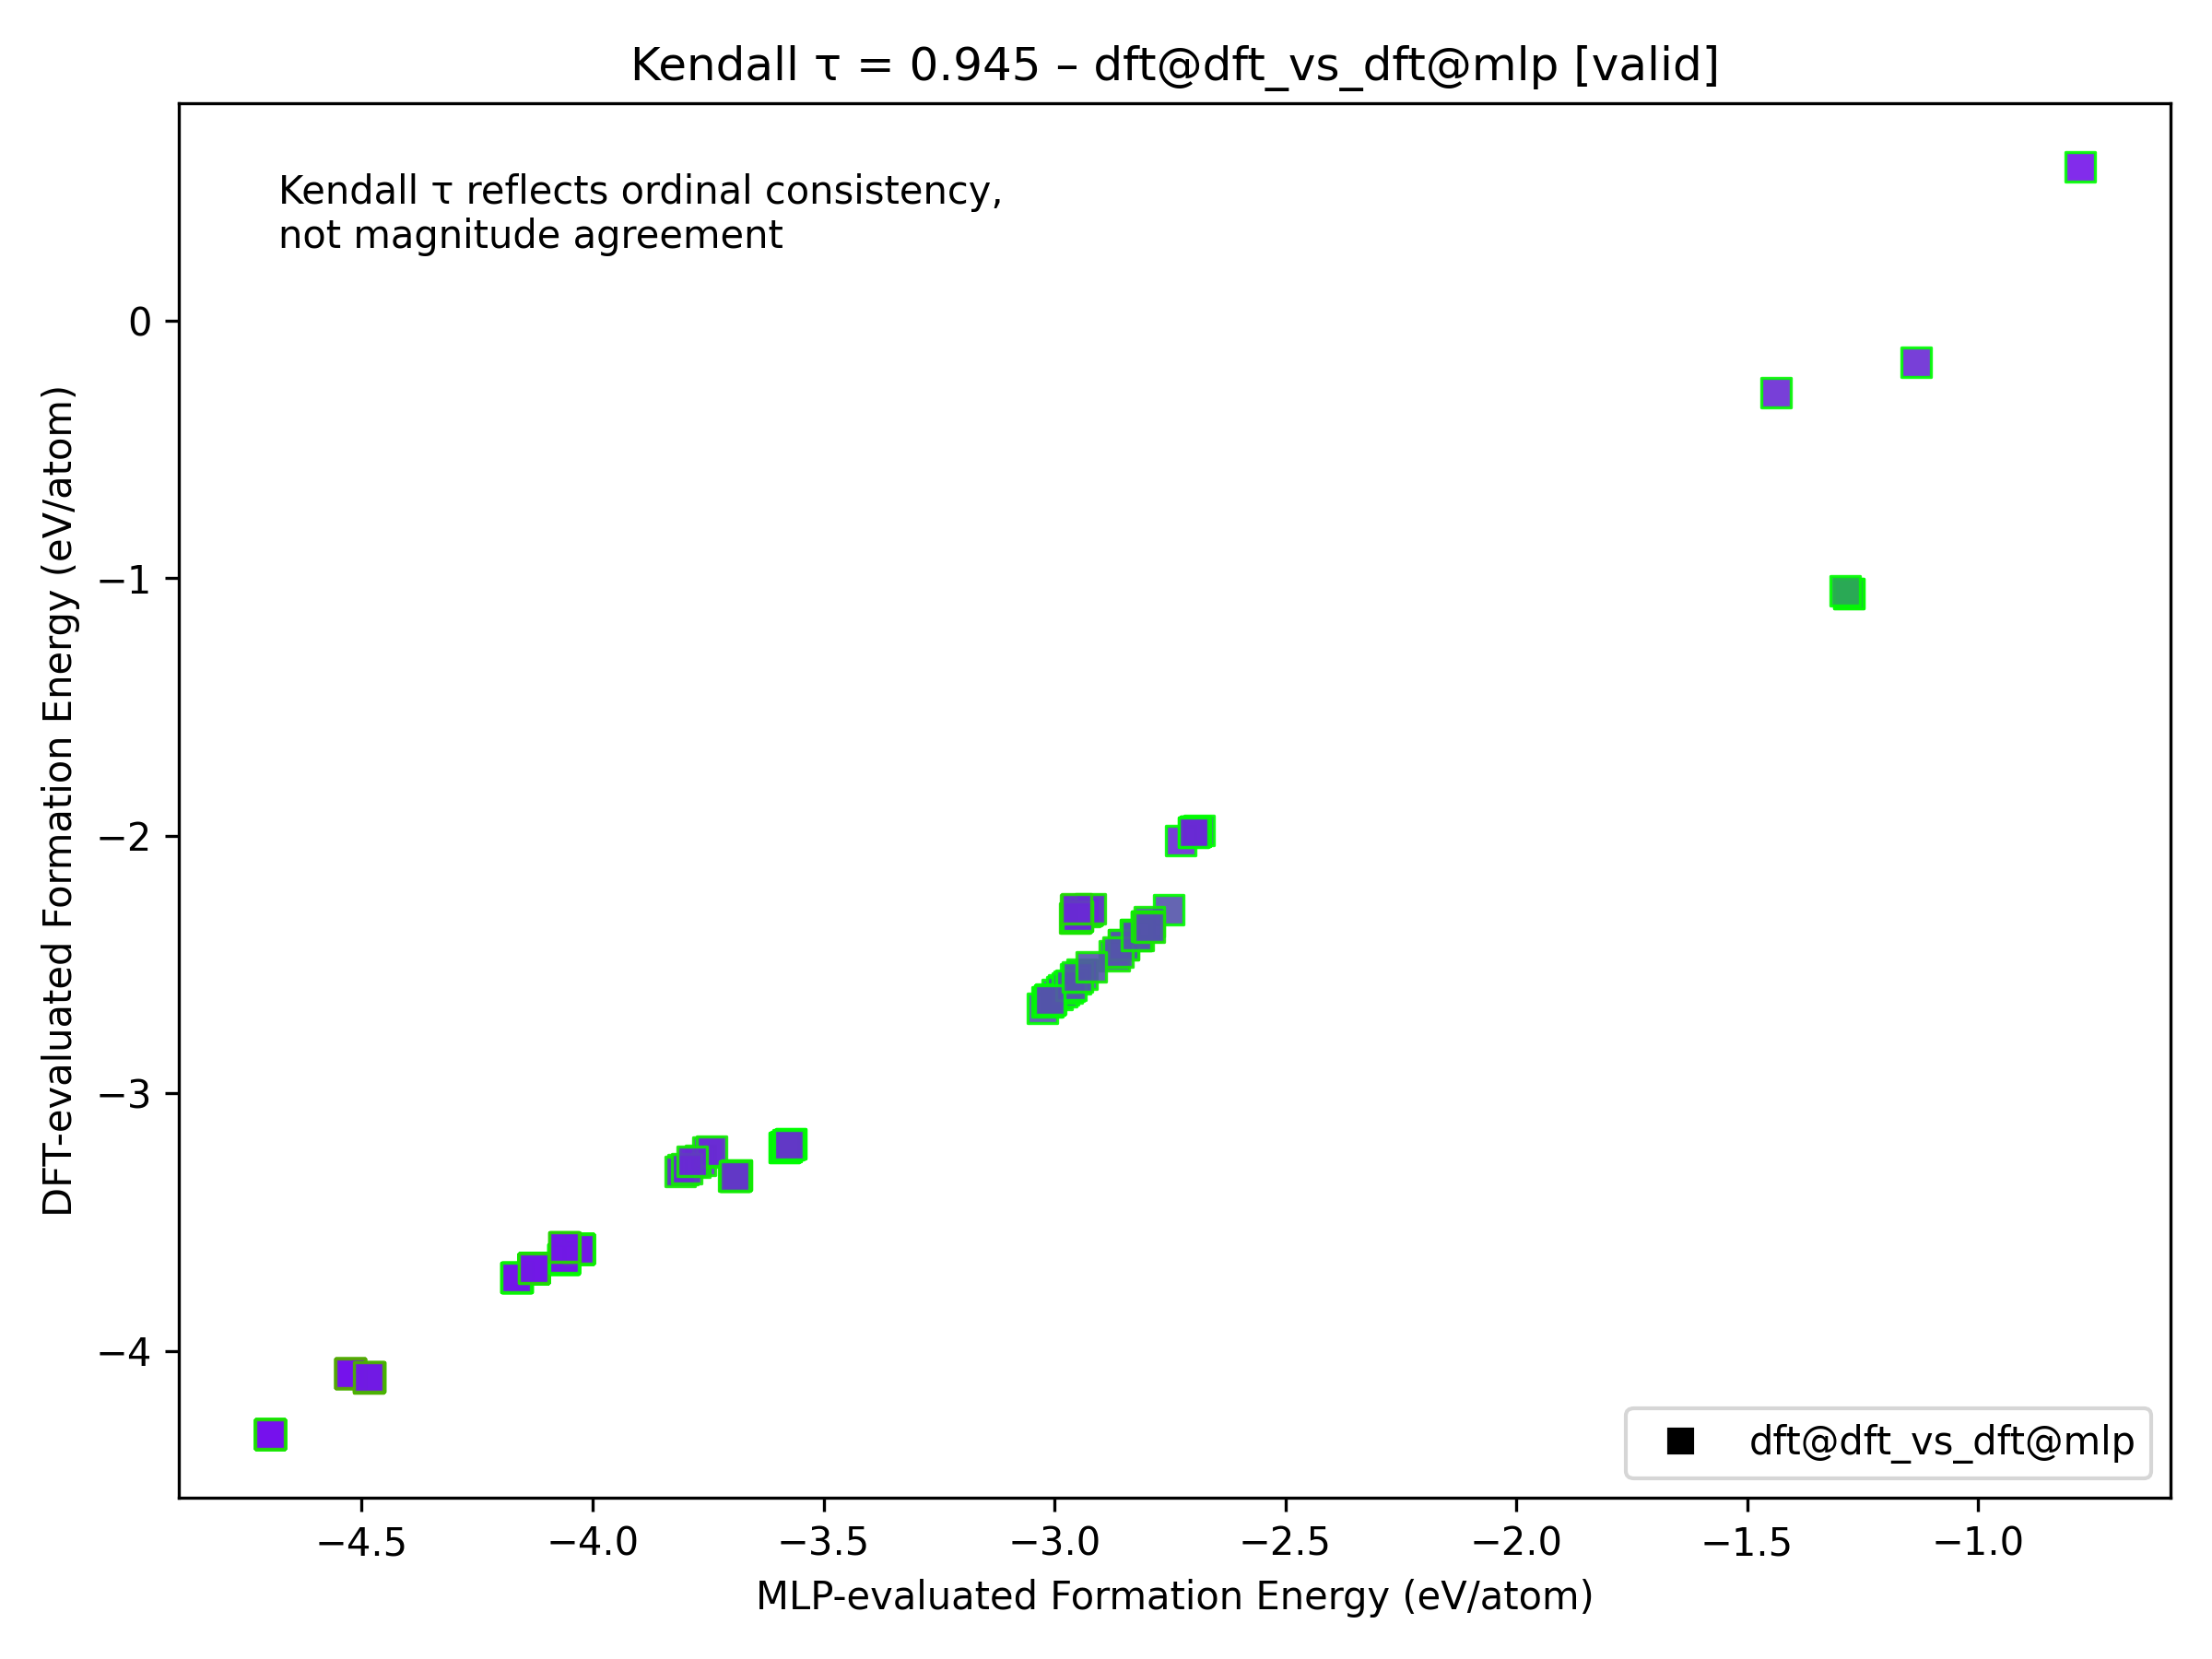 Kendall τ = 0.945 – dft@dft_vs_dft@mlp [valid]
Kendall τ reflects ordinal consistency,
not magnitude agreement
DFT-evaluated Formation Energy (eV/atom)
0
−1
−2
−3
−4
dft@dft_vs_dft@mlp
−4.5 −4.0 −3.5 −3.0 −2.5 −2.0 −1.5 −1.0
MLP-evaluated Formation Energy (eV/atom)